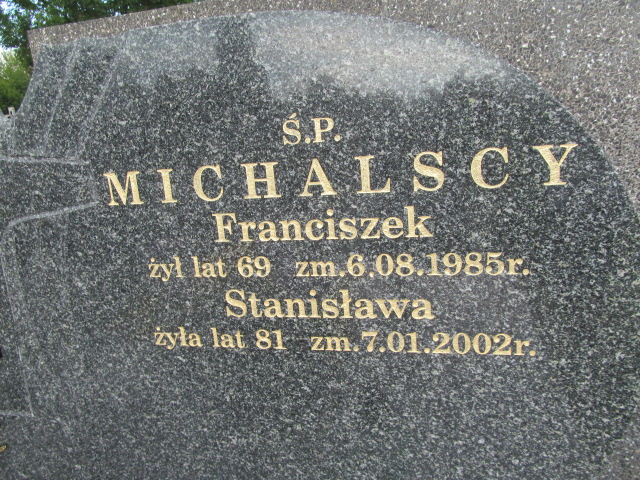 Ś.P.
MICHALSCY
Franciszek
żył lat 69 zm.6.08.1985r.
Stanisława
żyła lat 81 zm.7.01.2002r.